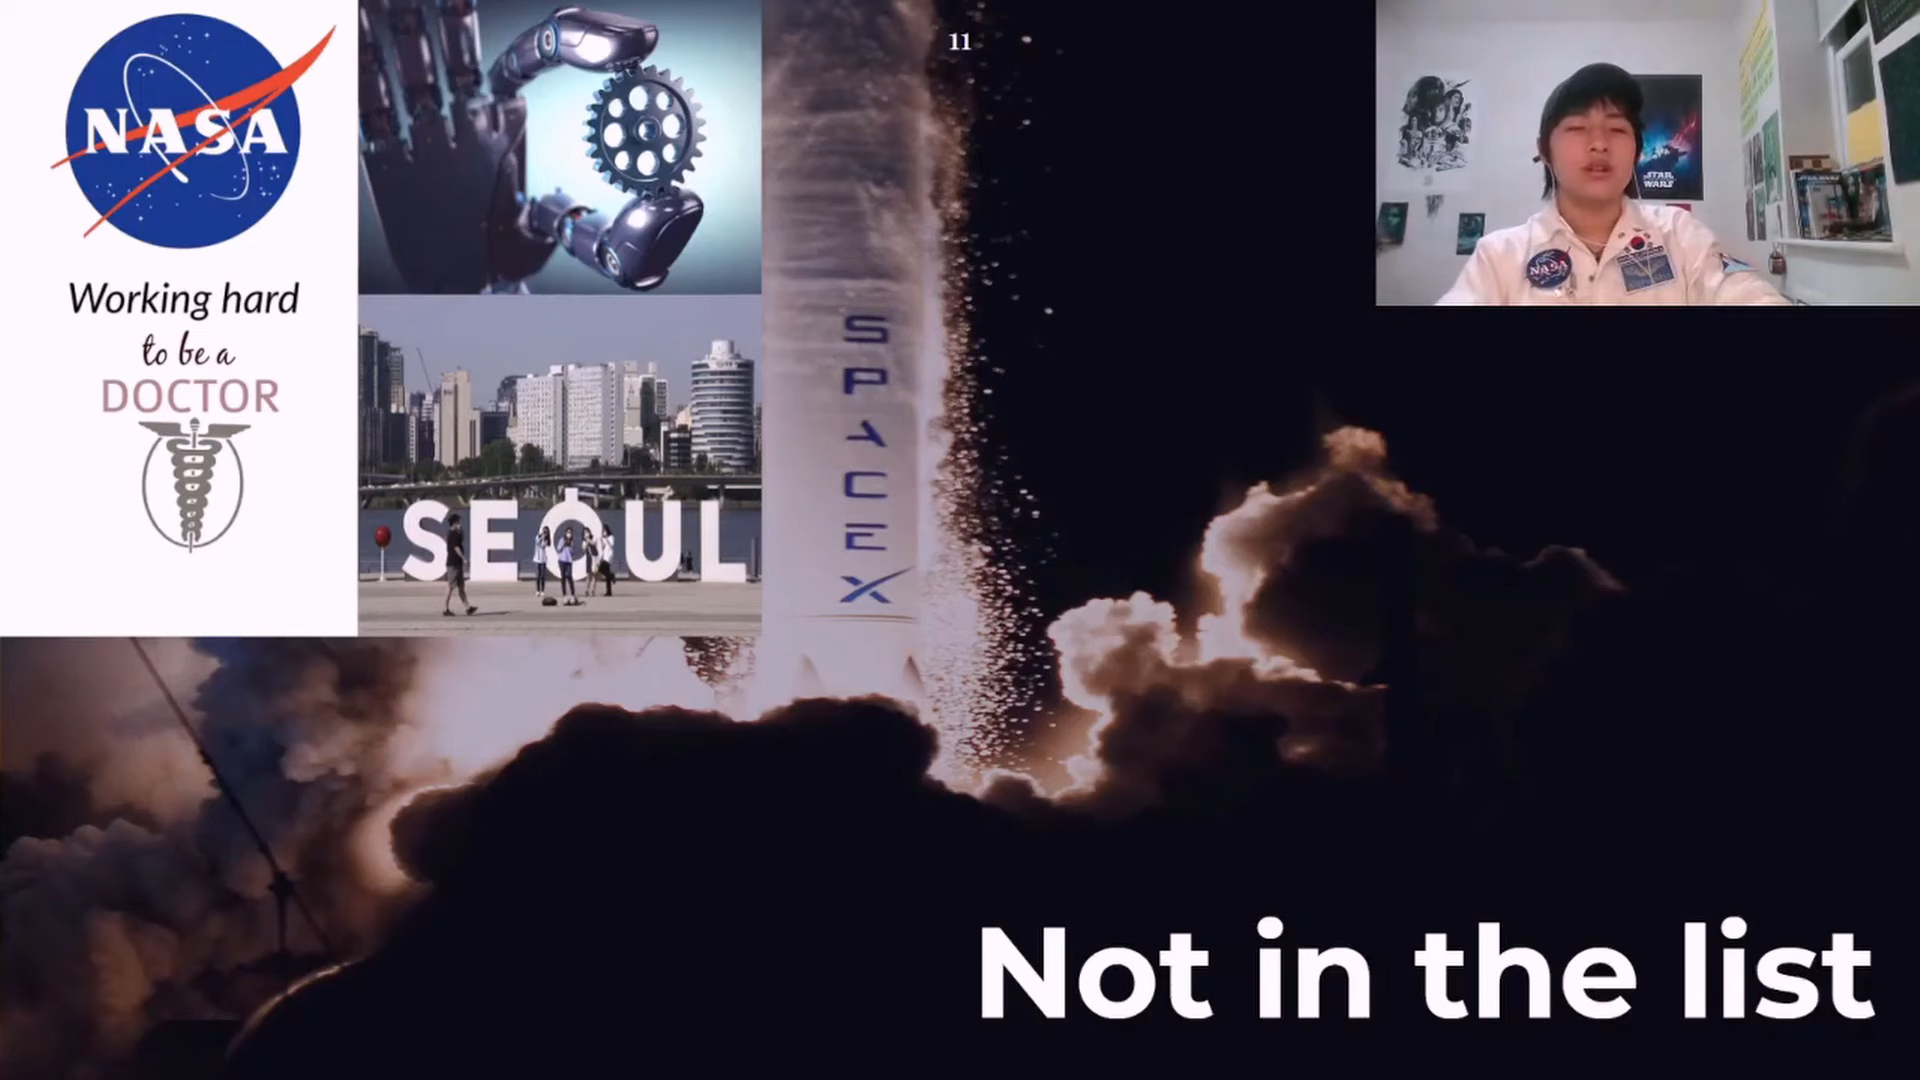 11
NASA
Working hard
to be a
DOCTOR
SEOUL
SPACEX
STAR
WARS
NASA
Not in the list